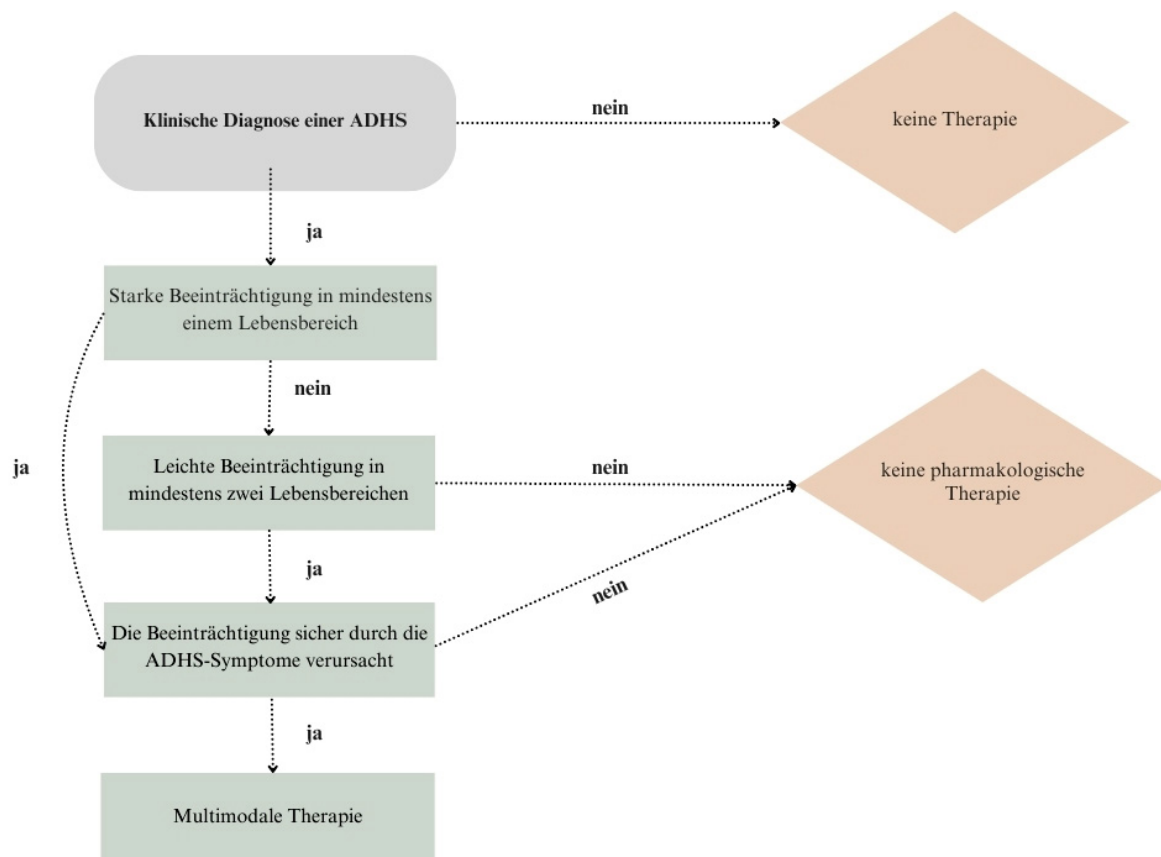 Klinische Diagnose einer ADHS
nein
keine Therapie
ja
Starke Beeinträchtigung in mindestens
einem Lebensbereich
nein
ja
Leichte Beeinträchtigung in
mindestens zwei Lebensbereichen
nein
keine pharmakologische
Therapie
ja
nein
Die Beeinträchtigung sicher durch die
ADHS-Symptome verursacht
ja
Multimodale Therapie